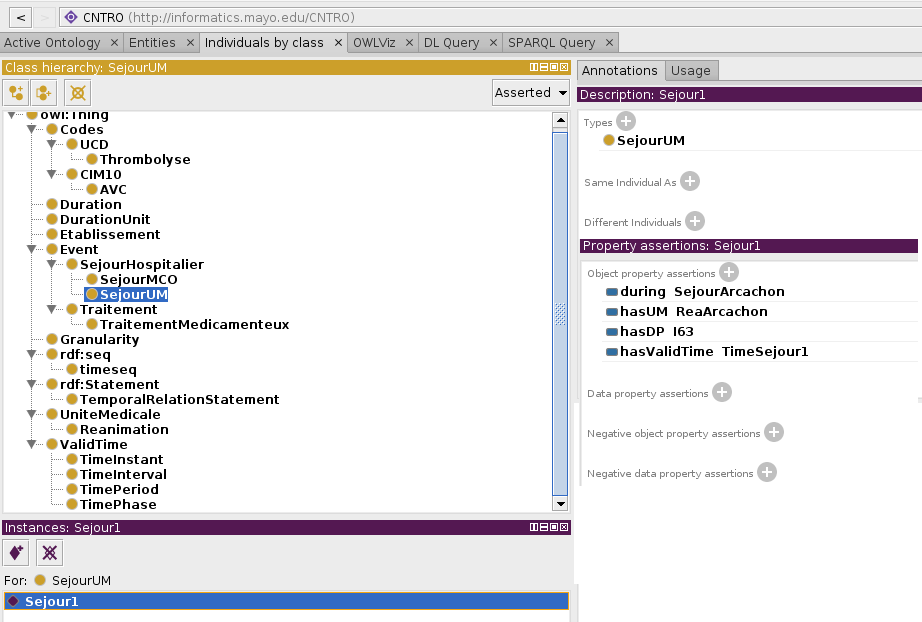 < > CNTRO (http://informatics.mayo.edu/CNTRO)
Active Ontology × Entities × Individuals by class × OWLViz × DL Query × SPARQL Query ×
Class hierarchy: SejourUM
Asserted
owl:Thing
Codes
UCD
Thrombolyse
CIM10
AVC
Duration
DurationUnit
Etablissement
Event
SejourHospitalier
SejourMCO
SejourUM
Traitement
TraitementMedicamenteux
Granularity
rdf:seq
timeseq
rdf:Statement
TemporalRelationStatement
UniteMedicale
Reanimation
ValidTime
TimeInstant
TimeInterval
TimePeriod
TimePhase
Instances: Sejour1
For: SejourUM
Sejour1
Annotations Usage
Description: Sejour1
Types
SejourUM
Same Individual As
Different Individuals
Property assertions: Sejour1
Object property assertions
during SejourArcachon
hasUM ReaArcachon
hasDP I63
hasValidTime TimeSejour1
Data property assertions
Negative object property assertions
Negative data property assertions